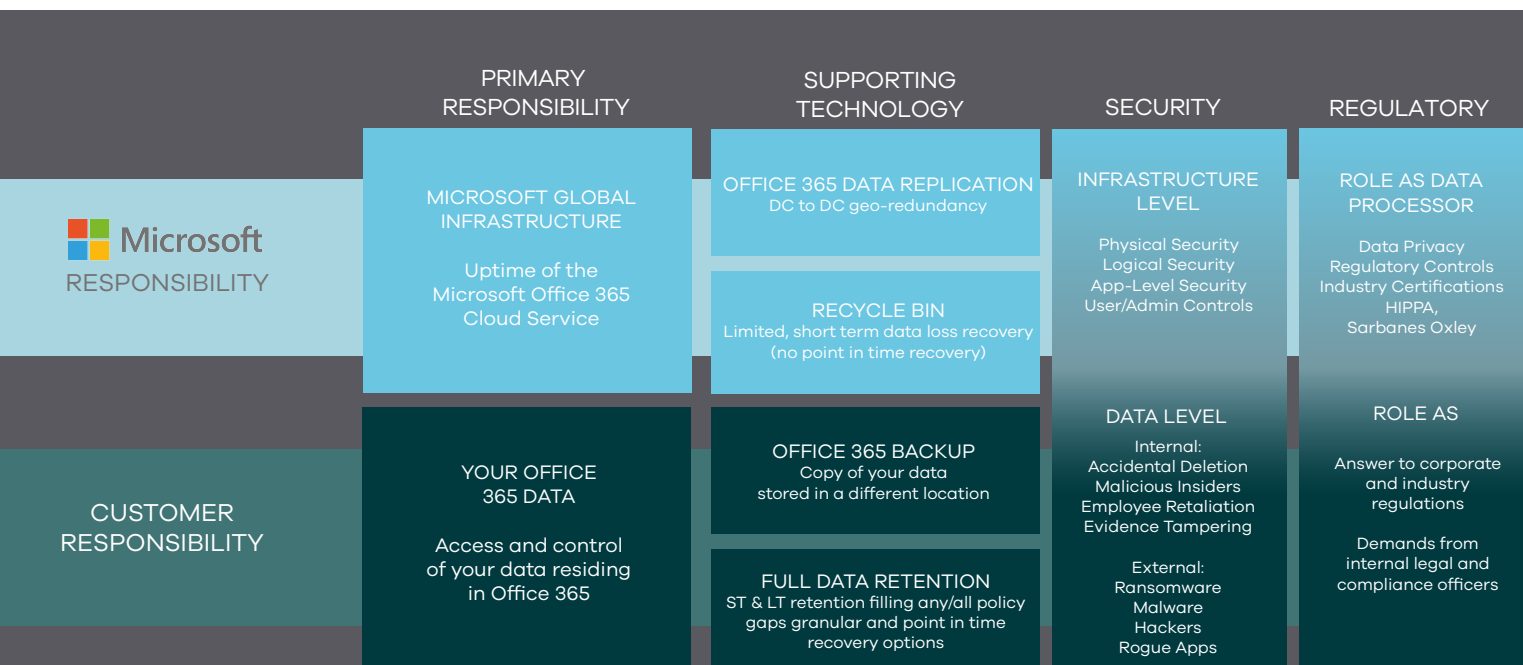 PRIMARY
RESPONSIBILITY
SUPPORTING
TECHNOLOGY
SECURITY
REGULATORY
Microsoft
RESPONSIBILITY
MICROSOFT GLOBAL
INFRASTRUCTURE
Uptime of the
Microsoft Office 365
Cloud Service
OFFICE 365 DATA REPLICATION
DC to DC geo-redundancy
RECYCLE BIN
Limited, short term data loss recovery
(no point in time recovery)
INFRASTRUCTURE
LEVEL
Physical Security
Logical Security
App-Level Security
User/Admin Controls
ROLE AS DATA
PROCESSOR
Data Privacy
Regulatory Controls
Industry Certifications
HIPPA,
Sarbanes Oxley
CUSTOMER
RESPONSIBILITY
YOUR OFFICE
365 DATA
Access and control
of your data residing
in Office 365
OFFICE 365 BACKUP
Copy of your data
stored in a different location
FULL DATA RETENTION
ST & LT retention filling any/all policy
gaps granular and point in time
recovery options
DATA LEVEL
Internal:
Accidental Deletion
Malicious Insiders
Employee Retaliation
Evidence Tampering
External:
Ransomware
Malware
Hackers
Rogue Apps
ROLE AS
Answer to corporate
and industry
regulations
Demands from
internal legal and
compliance officers